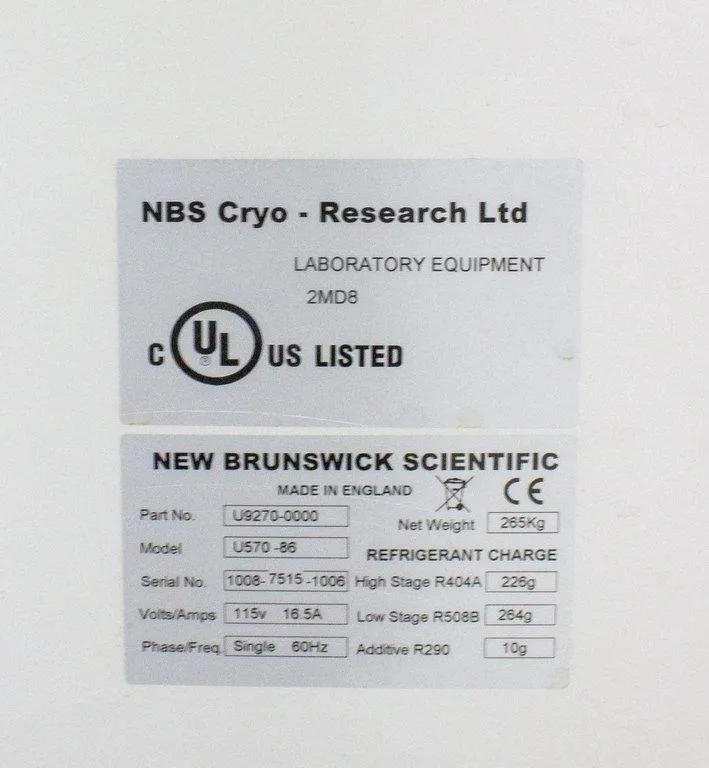 NBS Cryo - Research Ltd
LABORATORY EQUIPMENT
2MD8
C UL ® US LISTED
NEW BRUNSWICK SCIENTIFIC
MADE IN ENGLAND CE
Part No. U9270-0000 Net Weight 265Kg
Model U570 -86 REFRIGERANT CHARGE
Serial No. 1008-7515-1006 High Stage R404A 226g
Volts/Amps 115v 16.5A Low Stage R508B 264g
Phase/Freq. Single 60Hz Additive R290 10g